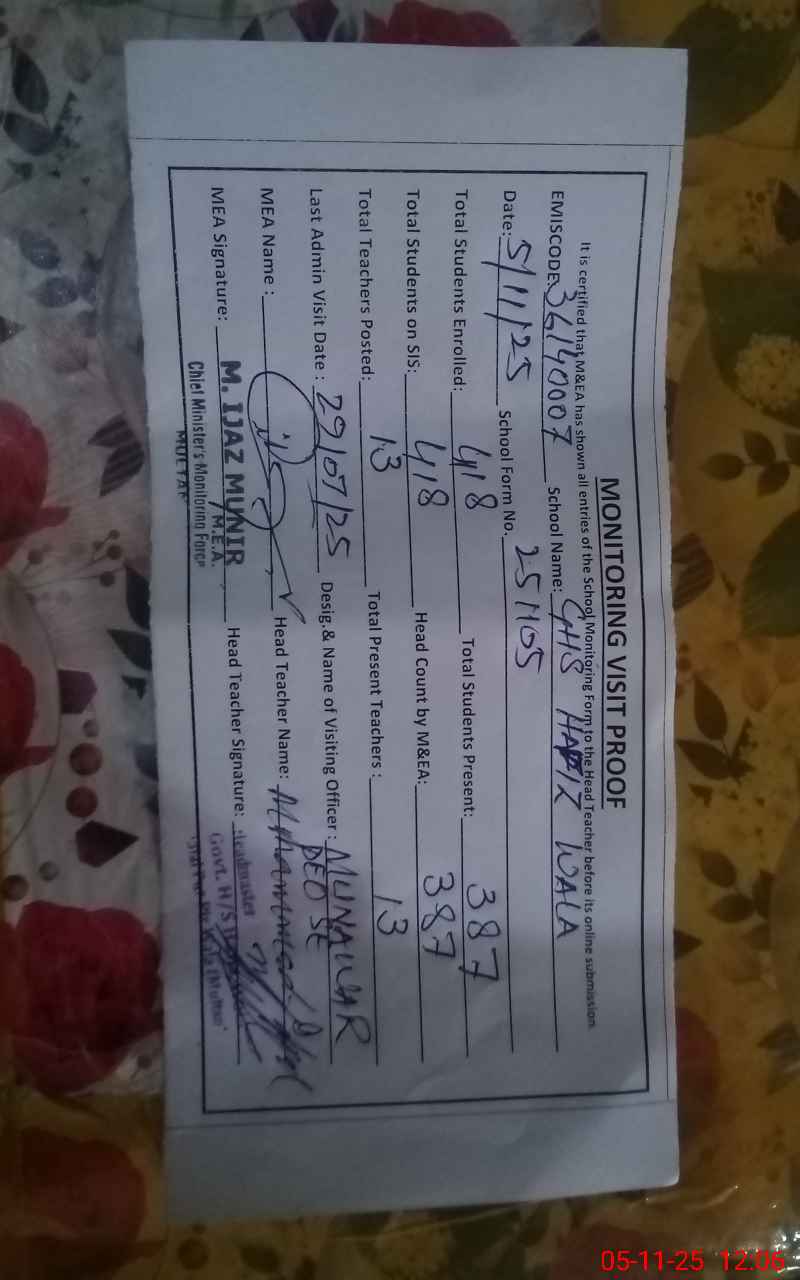 MONITORING VISIT PROOF
It is certified that M&EA has shown all entries of the School Monitoring Form to the Head Teacher before its online submission
EMISCODE: 36140007 School Name: GHS HAFIZ WALA
Date: 5/11/25 School Form No. 251105
Total Students Enrolled: 418 Total Students Present: 387
Total Students on SIS: 418 Head Count by M&EA: 387
Total Teachers Posted: 13 Total Present Teachers: 13
Last Admin Visit Date: 29/07/25 Desig.& Name of Visiting Officer: MUNAWAR
DEO SE
MEA Name: Head Teacher Name: Muhammad
MEA Signature: M. IJAZ MUNIR Head Teacher Signature: Headmaster
M.E.A.
Chief Minister's Monitoring Force
MULTAN
Govt. H/S
05-11-25 12:06